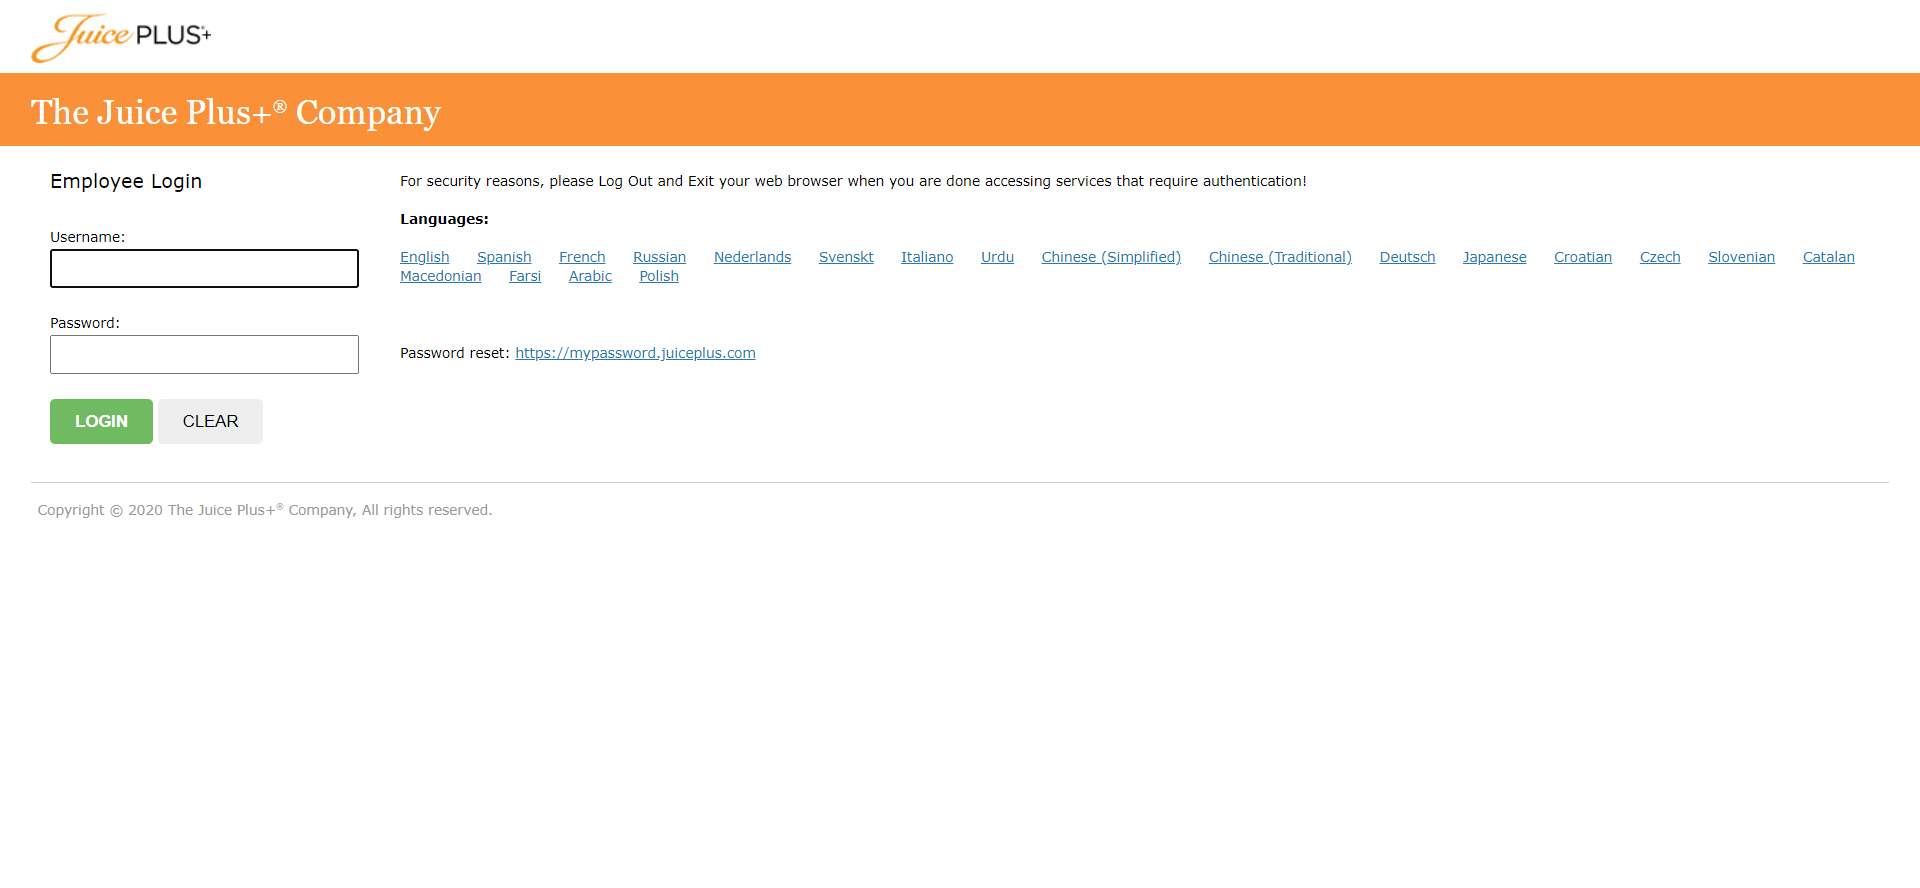 Juice PLUS+
The Juice Plus+® Company
Employee Login
For security reasons, please Log Out and Exit your web browser when you are done accessing services that require authentication!
Languages:
Username:
English Spanish French Russian Nederlands Svenskt Italiano Urdu Chinese (Simplified) Chinese (Traditional) Deutsch Japanese Croatian Czech Slovenian Catalan
Macedonian Farsi Arabic Polish
Password:
Password reset: https://mypassword.juiceplus.com
LOGIN CLEAR
Copyright © 2020 The Juice Plus+® Company, All rights reserved.